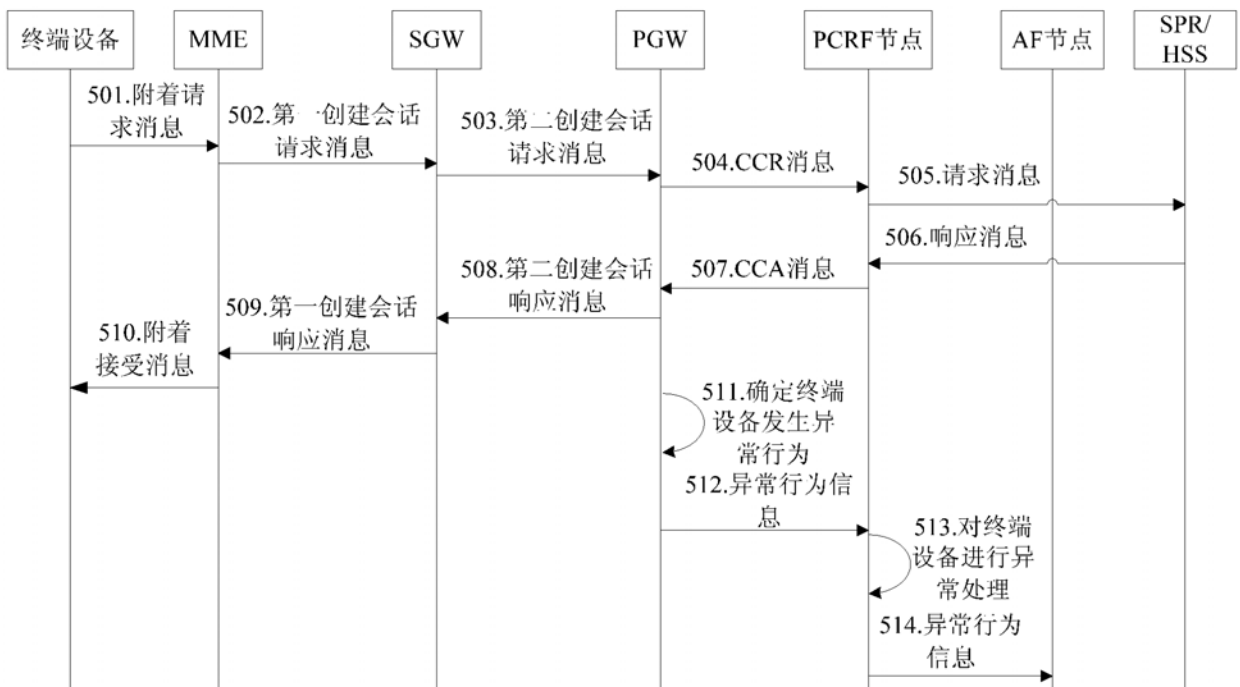 终端设备
MME
SGW
PGW
PCRF节点
AF节点
SPR/
HSS
501.附着请
求消息
502.第一创建会话
请求消息
503.第二创建会话
请求消息
504.CCR消息
505.请求消息
506.响应消息
507.CCA消息
508.第二创建会话
响应消息
509.第一创建会话
响应消息
510.附着
接受消息
511.确定终端
设备发生异
常行为
512.异常行为信
息
513.对终端
设备进行异
常处理
514.异常行为
信息